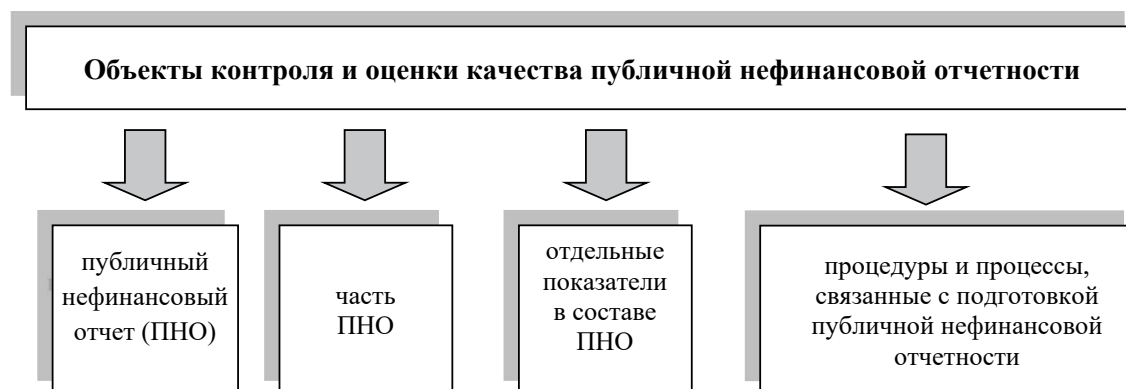 Объекты контроля и оценки качества публичной нефинансовой отчетности
публичный
нефинансовый
отчет (ПНО)
часть
ПНО
отдельные
показатели
в составе
ПНО
процедуры и процессы,
связанные с подготовкой
публичной нефинансовой
отчетности